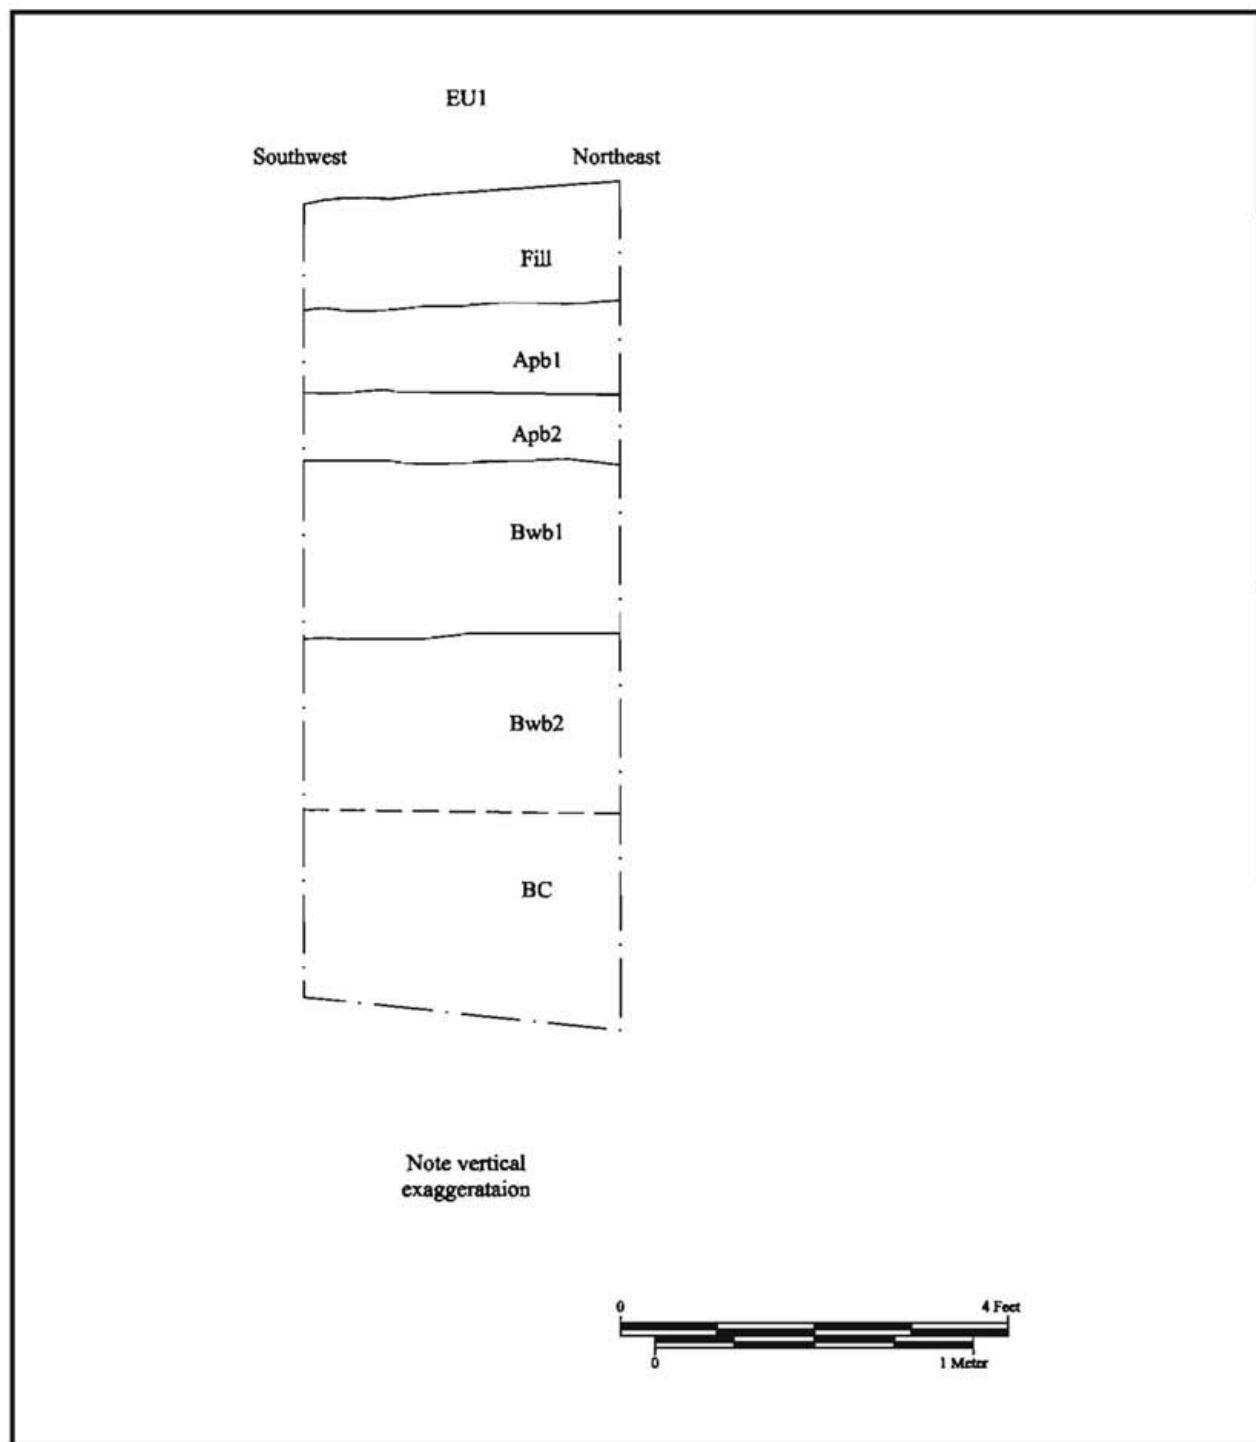 EU1
Southwest
Northeast
Fill
Apb1
Apb2
Bwb1
Bwb2
BC
Note vertical
exaggerataion
0
4 Feet
0
1 Meter